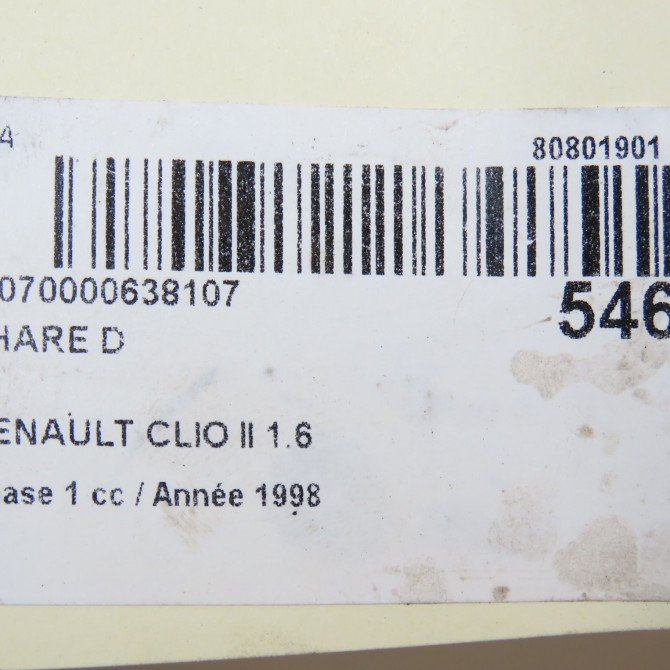 4
80801901
070000638107
546
HARE D
ENAULT CLIO II 1.6
ase 1 cc / Année 1998